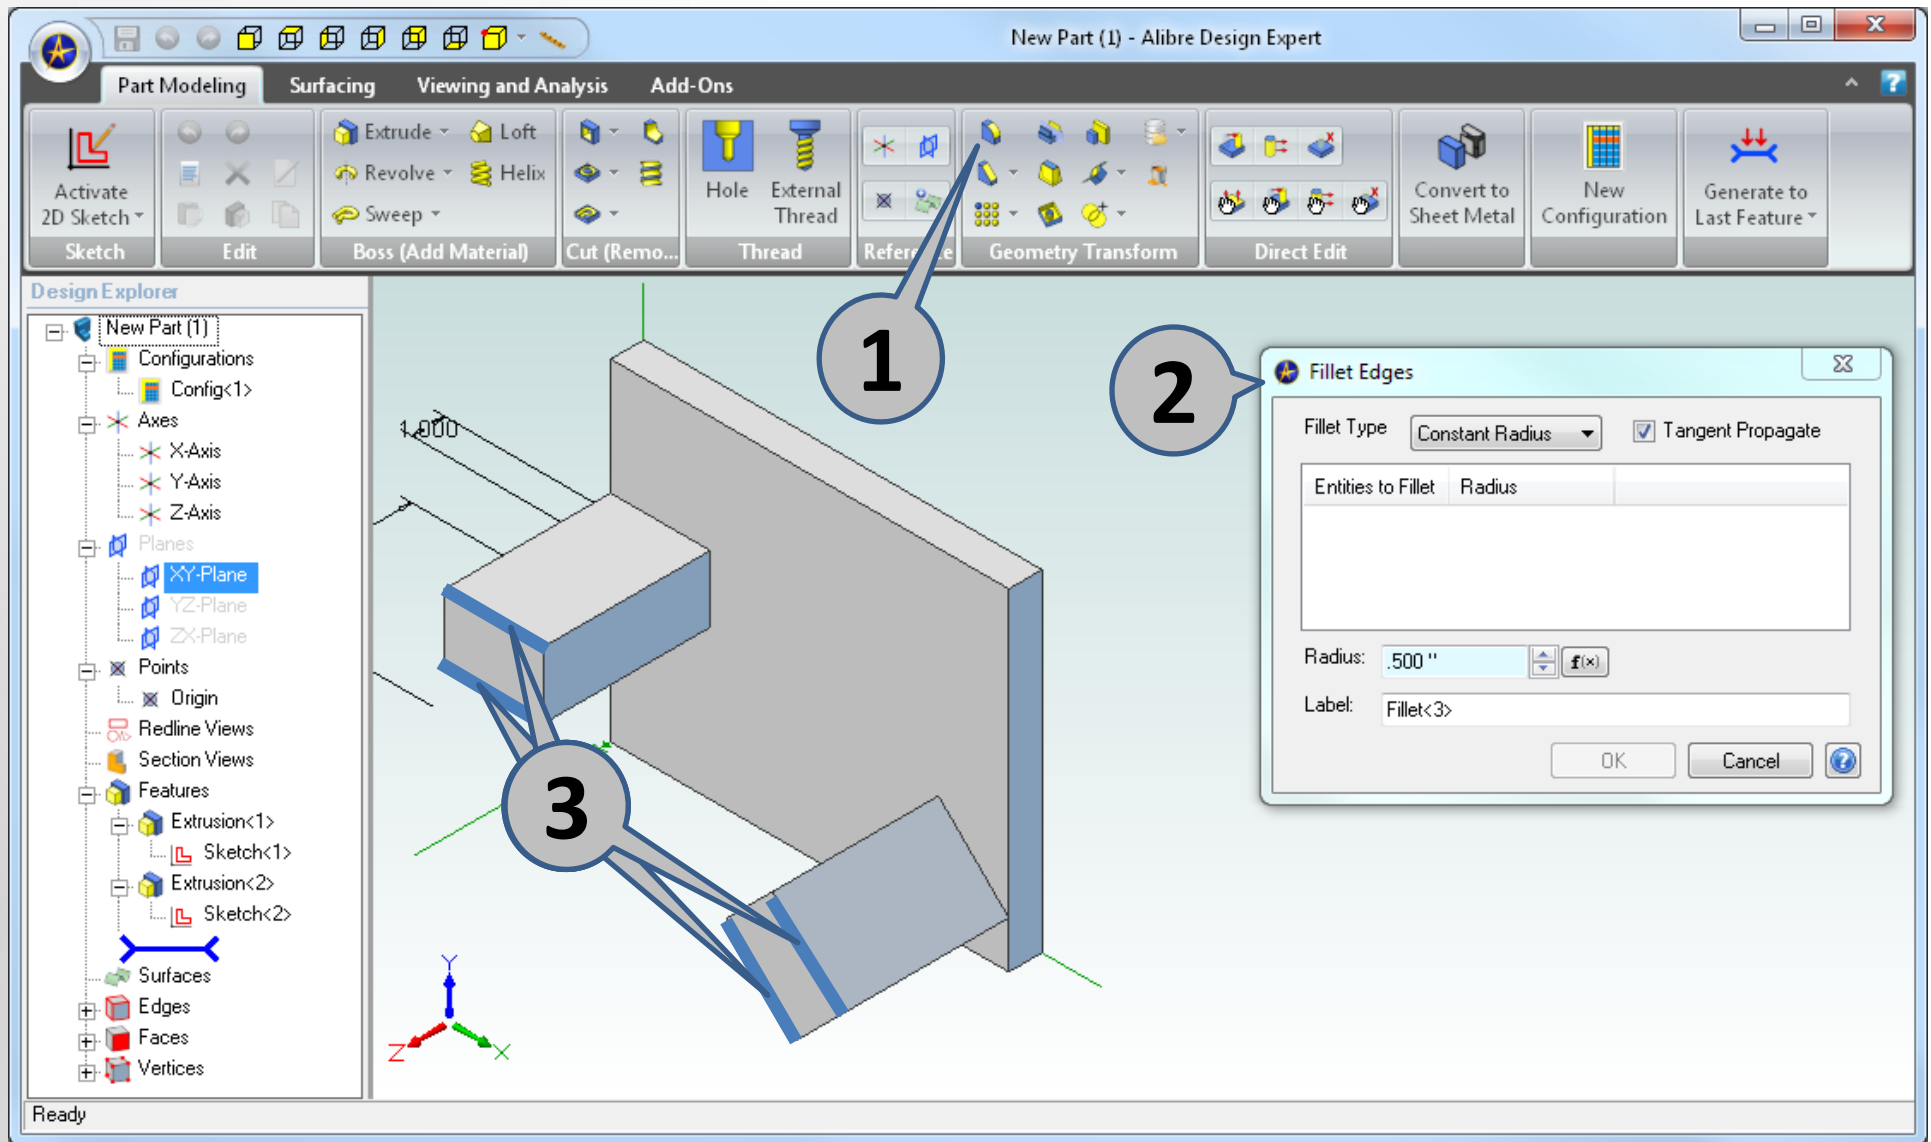 New Part (1) - Alibre Design Expert
Part Modeling Surfacing Viewing and Analysis Add-Ons
Extrude Loft
Revolve Helix
Sweep
Activate
2D Sketch
Hole
External
Thread
Convert to
Sheet Metal
New
Configuration
Generate to
Last Feature
Sketch Edit Boss (Add Material) Cut (Remo... Thread Geometry Transform Direct Edit
Design Explorer
New Part (1)
Configurations
Config<1>
Axes
X-Axis
Y-Axis
Z-Axis
Planes
XY-Plane
YZ-Plane
ZX-Plane
Points
Origin
Redline Views
Section Views
Features
Extrusion<1>
Sketch<1>
Extrusion<2>
Sketch<2>
Surfaces
Edges
Faces
Vertices
1.000
1
2
3
Y
Z
X
Fillet Edges
Fillet Type Constant Radius Tangent Propagate
Entities to Fillet Radius
Radius: .500 " f(x)
Label: Fillet<3>
OK Cancel
Ready